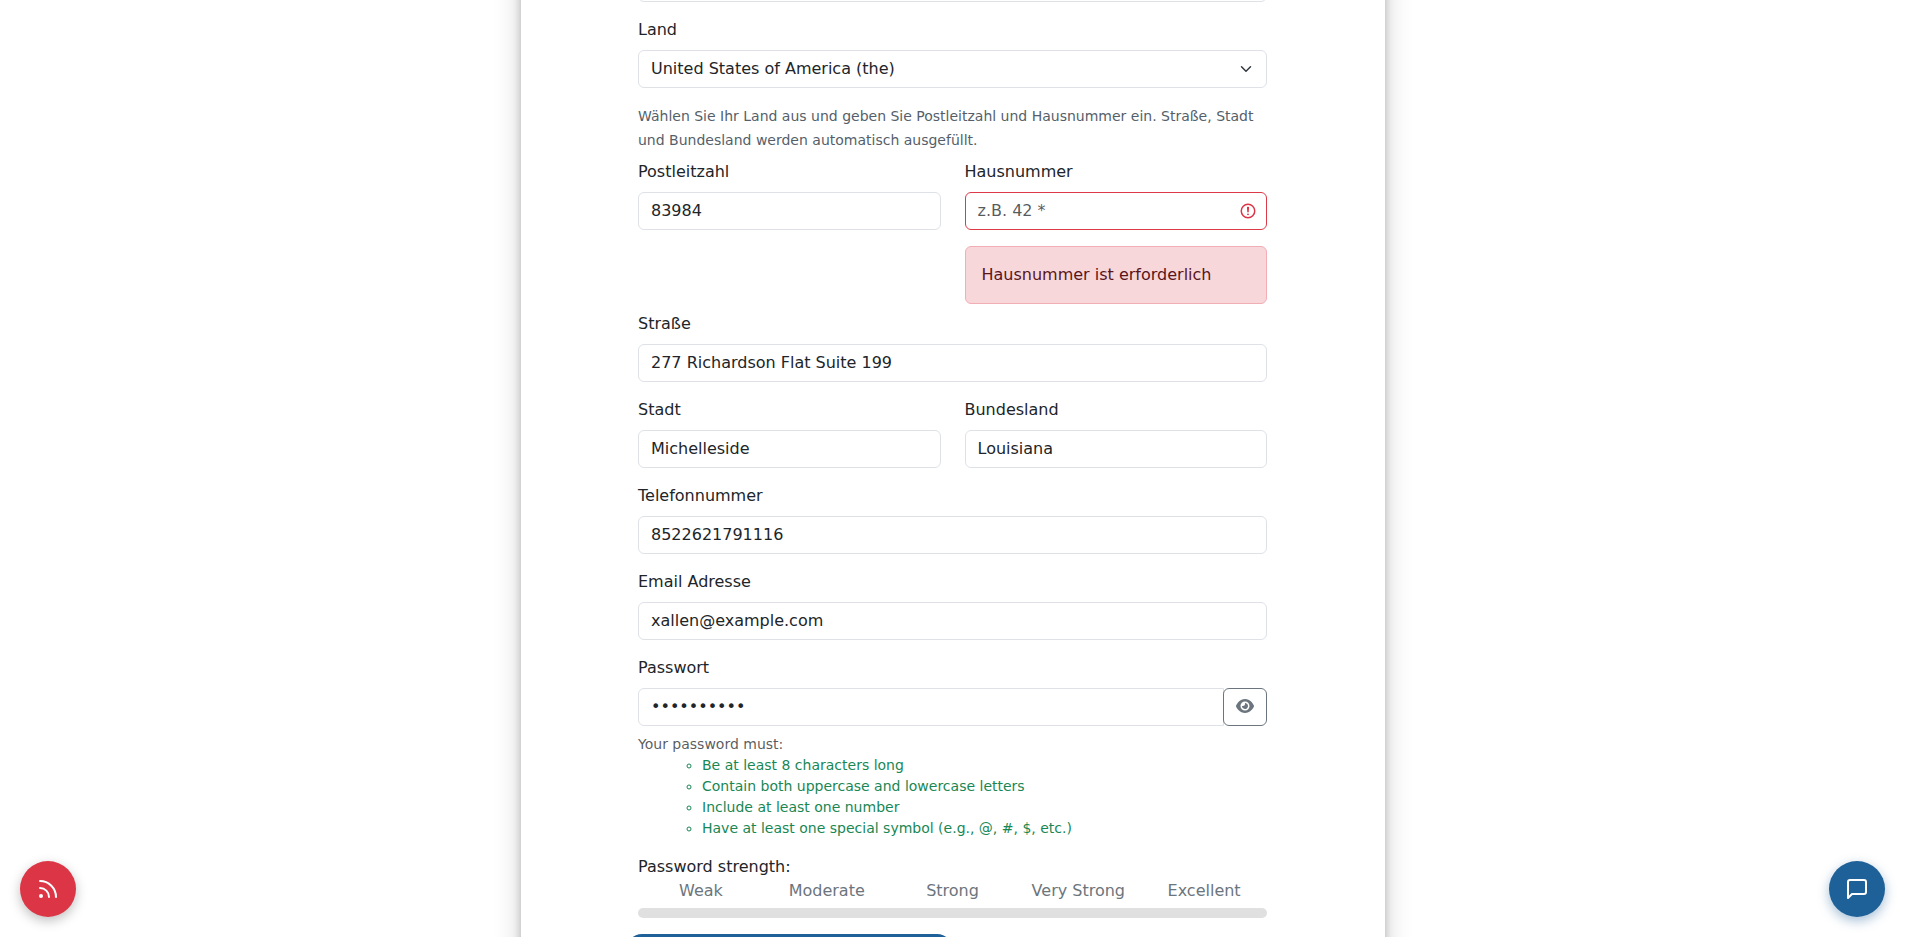 Land
United States of America (the)
Wählen Sie Ihr Land aus und geben Sie Postleitzahl und Hausnummer ein. Straße, Stadt
und Bundesland werden automatisch ausgefüllt.
Postleitzahl
Hausnummer
83984
z.B. 42 *
Hausnummer ist erforderlich
Straße
277 Richardson Flat Suite 199
Stadt
Bundesland
Michelleside
Louisiana
Telefonnummer
8522621791116
Email Adresse
xallen@example.com
Passwort
••••••••••
Your password must:
Be at least 8 characters long
Contain both uppercase and lowercase letters
Include at least one number
Have at least one special symbol (e.g., @, #, $, etc.)
Password strength:
Weak Moderate Strong Very Strong Excellent